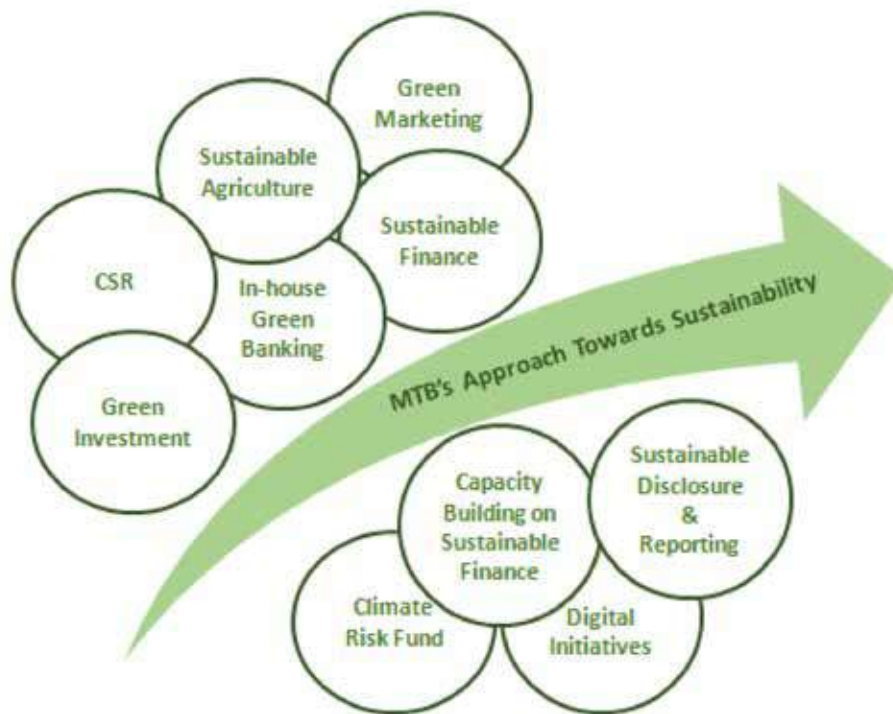 Green
Marketing
Sustainable
Agriculture
Sustainable
Finance
CSR
In-house
Green
Banking
Green
Investment
MTB's Approach Towards Sustainability
Capacity
Building on
Sustainable
Finance
Sustainable
Disclosure
&
Reporting
Climate
Risk Fund
Digital
Initiatives